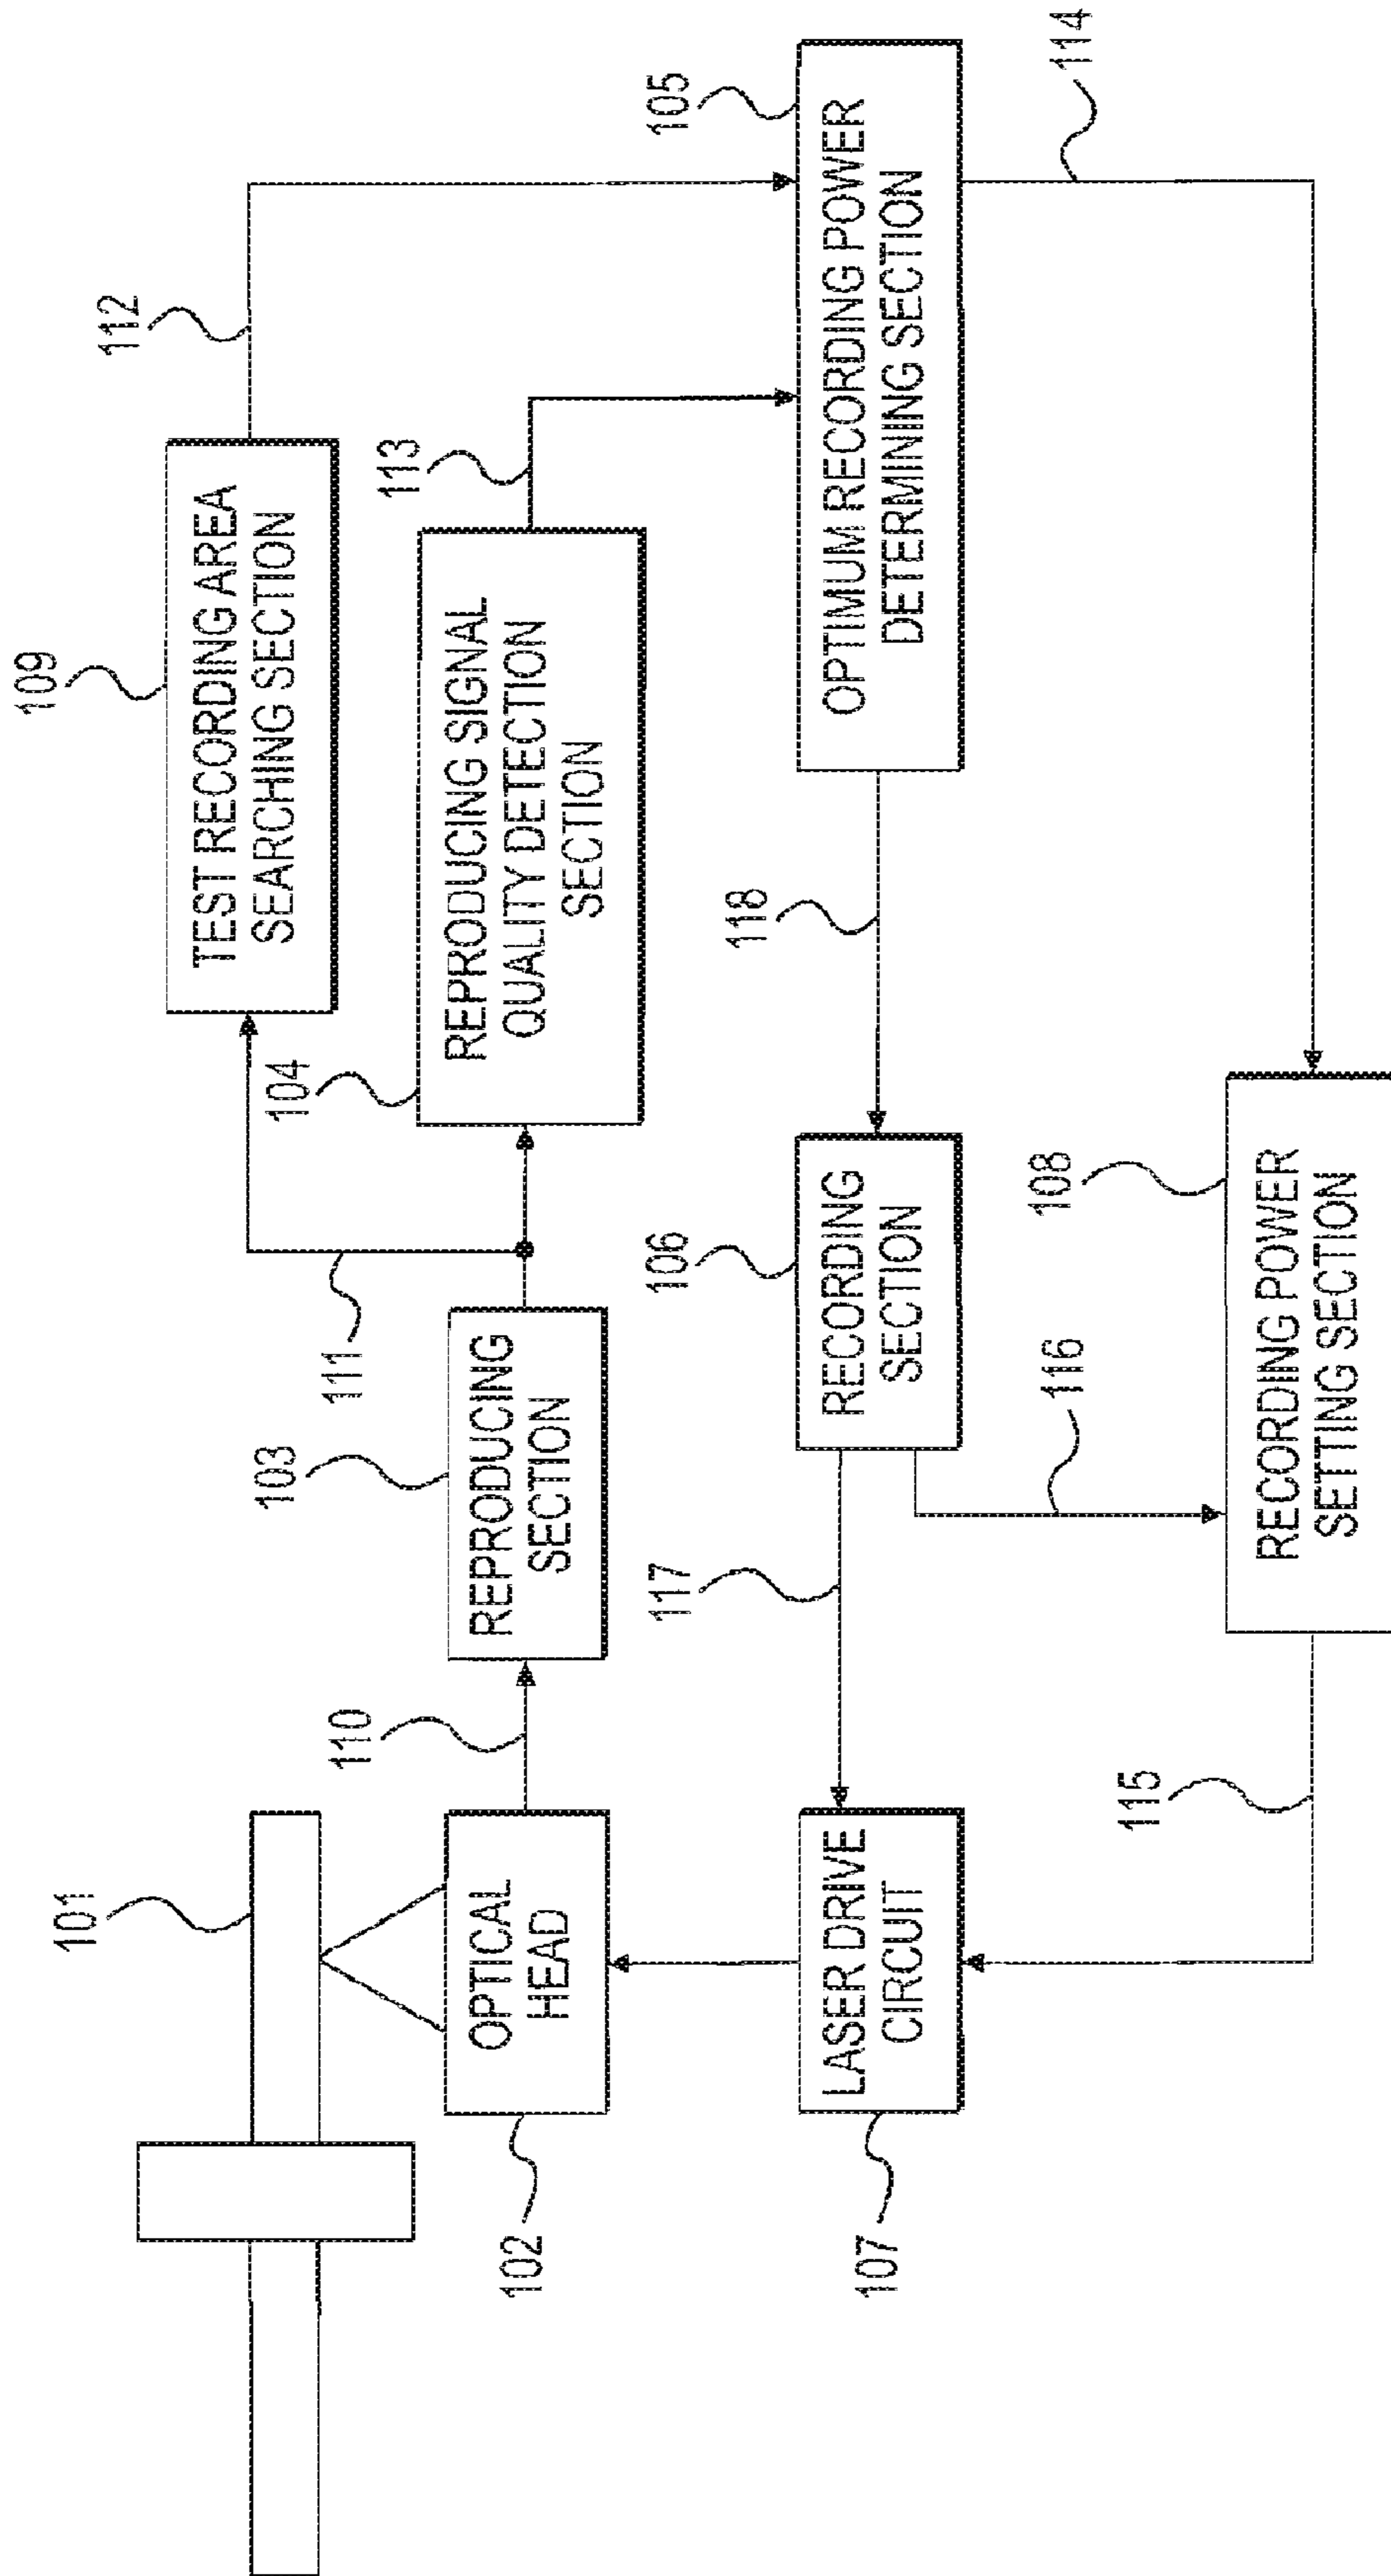 109
TEST RECORDING AREA
SEARCHING SECTION
112
101
104
REPRODUCING SIGNAL
QUALITY DETECTION
SECTION
113
111
110
103
REPRODUCING
SECTION
OPTICAL
HEAD
102
105
OPTIMUM RECORDING POWER
DETERMINING SECTION
118
106
RECORDING
SECTION
117
LASER DRIVE
CIRCUIT
107
116
114
108
RECORDING POWER
SETTING SECTION
115